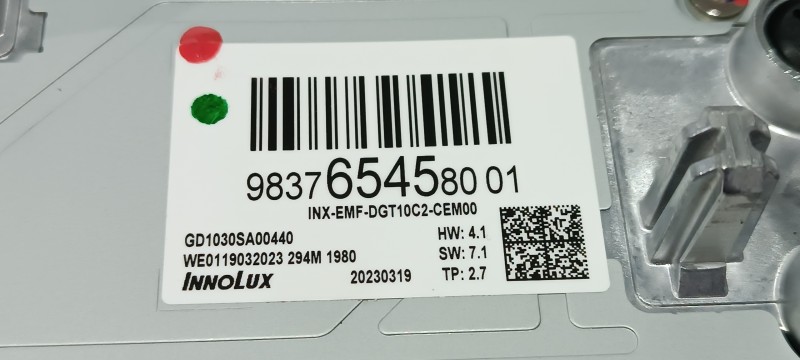 9837654580 01
INX-EMF-DGT10C2-CEM00
GD1030SA00440
HW: 4.1
WE0119032023 294M 1980
SW: 7.1
INNOLUX
20230319
TP: 2.7